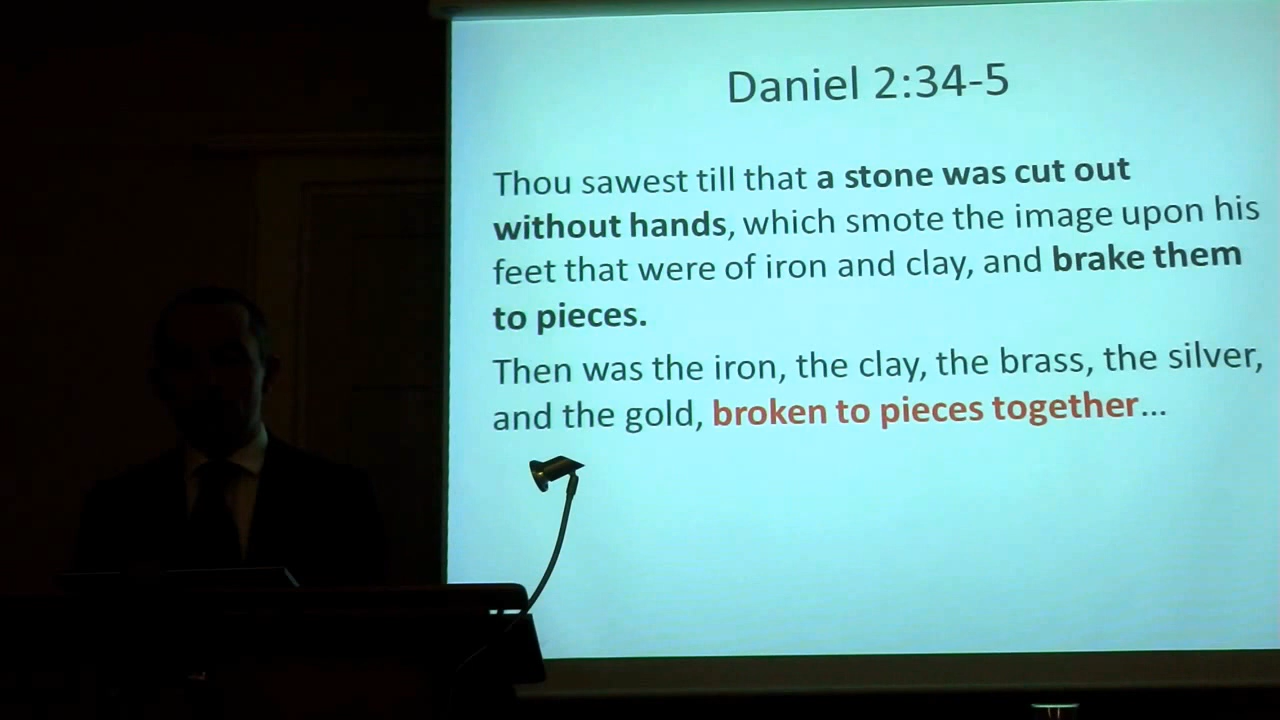 Daniel 2:34-5
Thou sawest till that a stone was cut out
without hands, which smote the image upon his
feet that were of iron and clay, and brake them
to pieces.
Then was the iron, the clay, the brass, the silver,
and the gold, broken to pieces together...